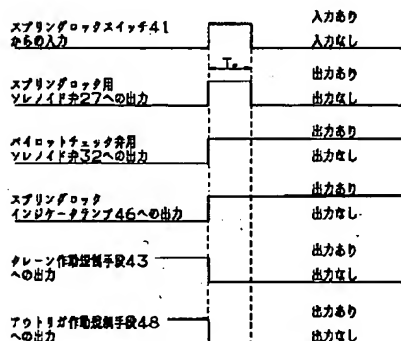 スプリングロックスイッチ41
からの入力
入力あり
入力なし
T₀
スプリングロック用
ソレノイド弁27への出力
出力あり
出力なし
パイロットチェック弁用
ソレノイド弁32への出力
出力あり
出力なし
スプリングロック
インジケータランプ46への出力
出力あり
出力なし
クレーン作動規制手段43
への出力
出力あり
出力なし
アウトリガ作動規制手段48
への出力
出力あり
出力なし